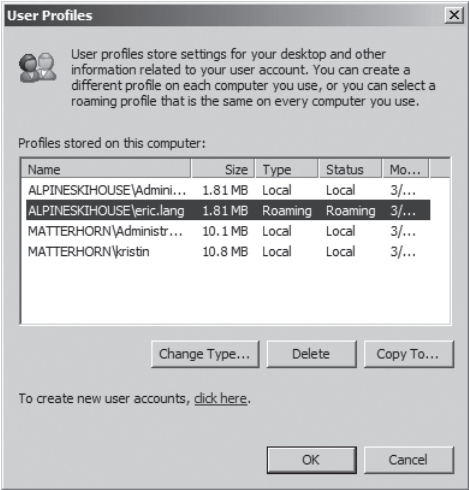 User Profiles
User profiles store settings for your desktop and other
information related to your user account. You can create a
different profile on each computer you use, or you can select a
roaming profile that is the same on every computer you use.
Profiles stored on this computer:
Name Size Type Status Mo...
ALPINESKIHOUSE\Admini... 1.81 MB Local Local 3/...
ALPINESKIHOUSE\eric.lang 1.81 MB Roaming Roaming 3/...
MATTERHORN\Administr... 10.1 MB Local Local 3/...
MATTERHORN\kristin 10.8 MB Local Local 3/...
Change Type... Delete Copy To...
To create new user accounts, click here.
OK Cancel